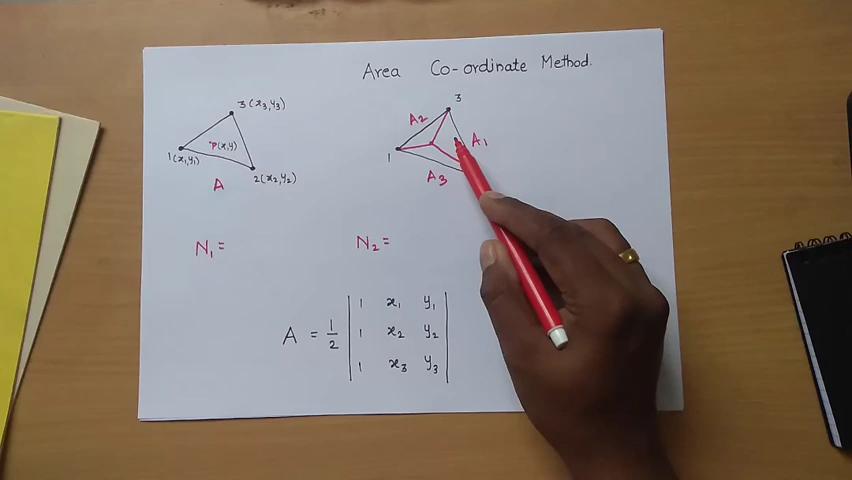 Area Co-ordinate Method.
3 (x₃,y₃)
P(x,y)
1(x₁,y₁)
2(x₂,y₂)
A
3
A₂
A₁
1
A₃
N₁ =
N₂ =
A = 1/2 | 1 x₁ y₁ |
| 1 x₂ y₂ |
| 1 x₃ y₃ |